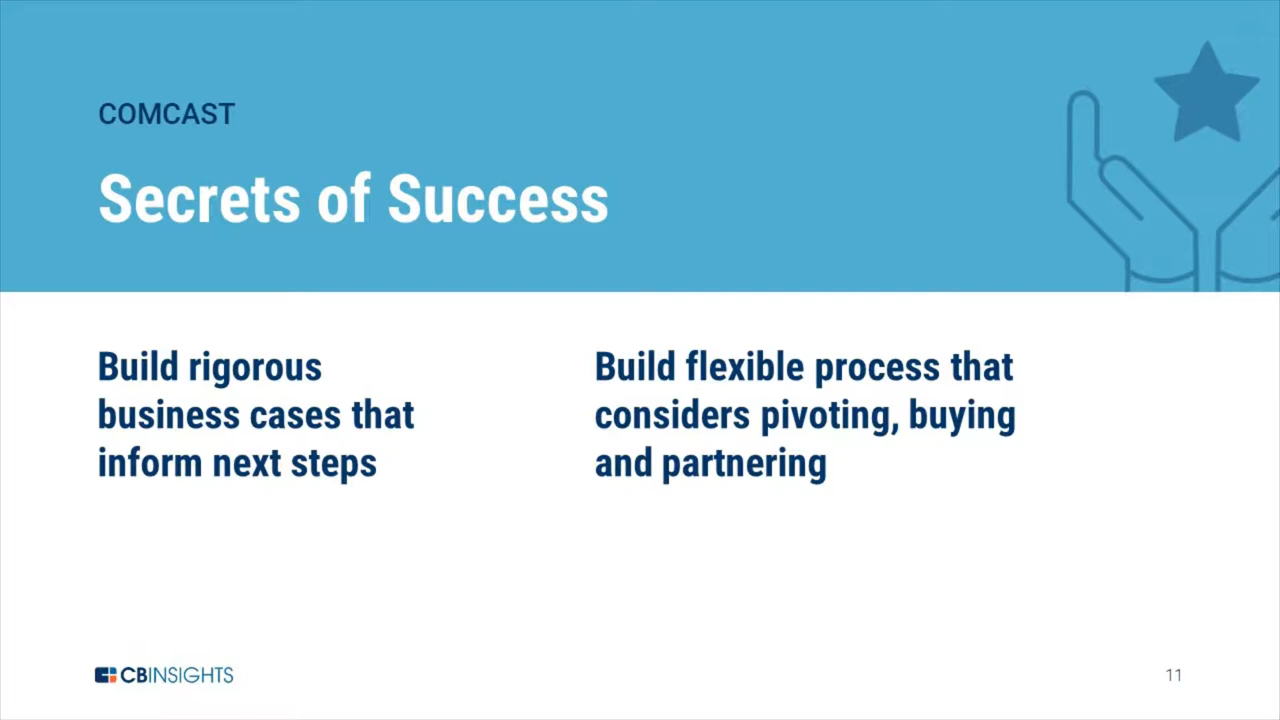 COMCAST
Secrets of Success
Build rigorous
business cases that
inform next steps
Build flexible process that
considers pivoting, buying
and partnering
CBINSIGHTS
11